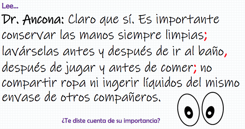 Lee...
Dr. Ancona: Claro que sí. Es importante
conservar las manos siempre limpias;
lavárselas antes y después de ir al baño,
después de jugar y antes de comer; no
compartir ropa ni ingerir líquidos del mismo
envase de otros compañeros.
¿Te diste cuenta de su importancia?